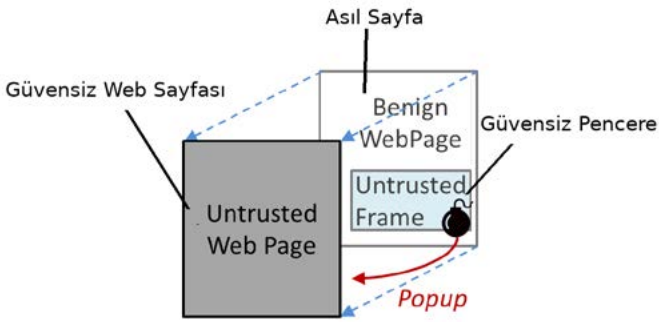 Asıl Sayfa
Güvensiz Web Sayfası
Benign
WebPage
Güvensiz Pencere
Untrusted
Frame
Untrusted
Web Page
Popup